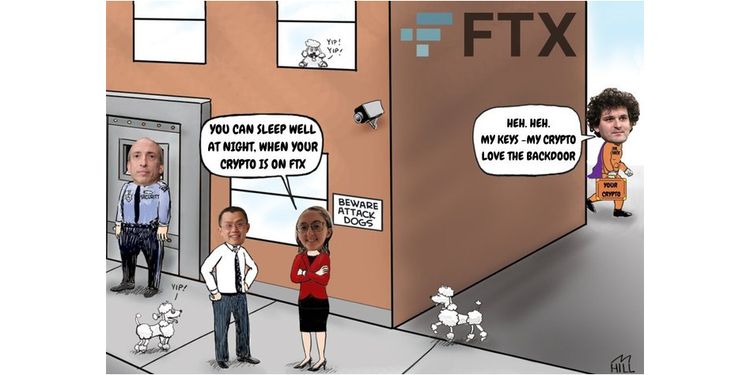 YIP!
YIP!
FTX
YOU CAN SLEEP WELL
AT NIGHT, WHEN YOUR
CRYPTO IS ON FTX
HEH. HEH.
MY KEYS -MY CRYPTO
LOVE THE BACKDOOR
SECURITY
BEWARE
ATTACK
DOGS
YOUR
CRYPTO
YIP!
HILL